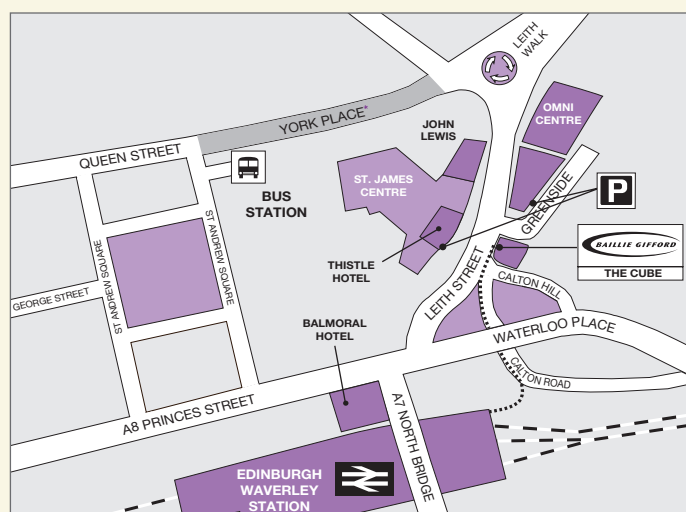 LEITH
WALK
OMNI
CENTRE
YORK PLACE*
JOHN
LEWIS
QUEEN STREET
ST. JAMES
CENTRE
P
BUS
STATION
GREENSIDE
ST ANDREW SQUARE
BAILLIE GIFFORD
THE CUBE
THISTLE
HOTEL
ST ANDREW SQUARE
LEITH STREET
CALTON HILL
GEORGE STREET
BALMORAL
HOTEL
WATERLOO PLACE
CALTON ROAD
A8 PRINCES STREET
A7 NORTH BRIDGE
EDINBURGH
WAVERLEY
STATION